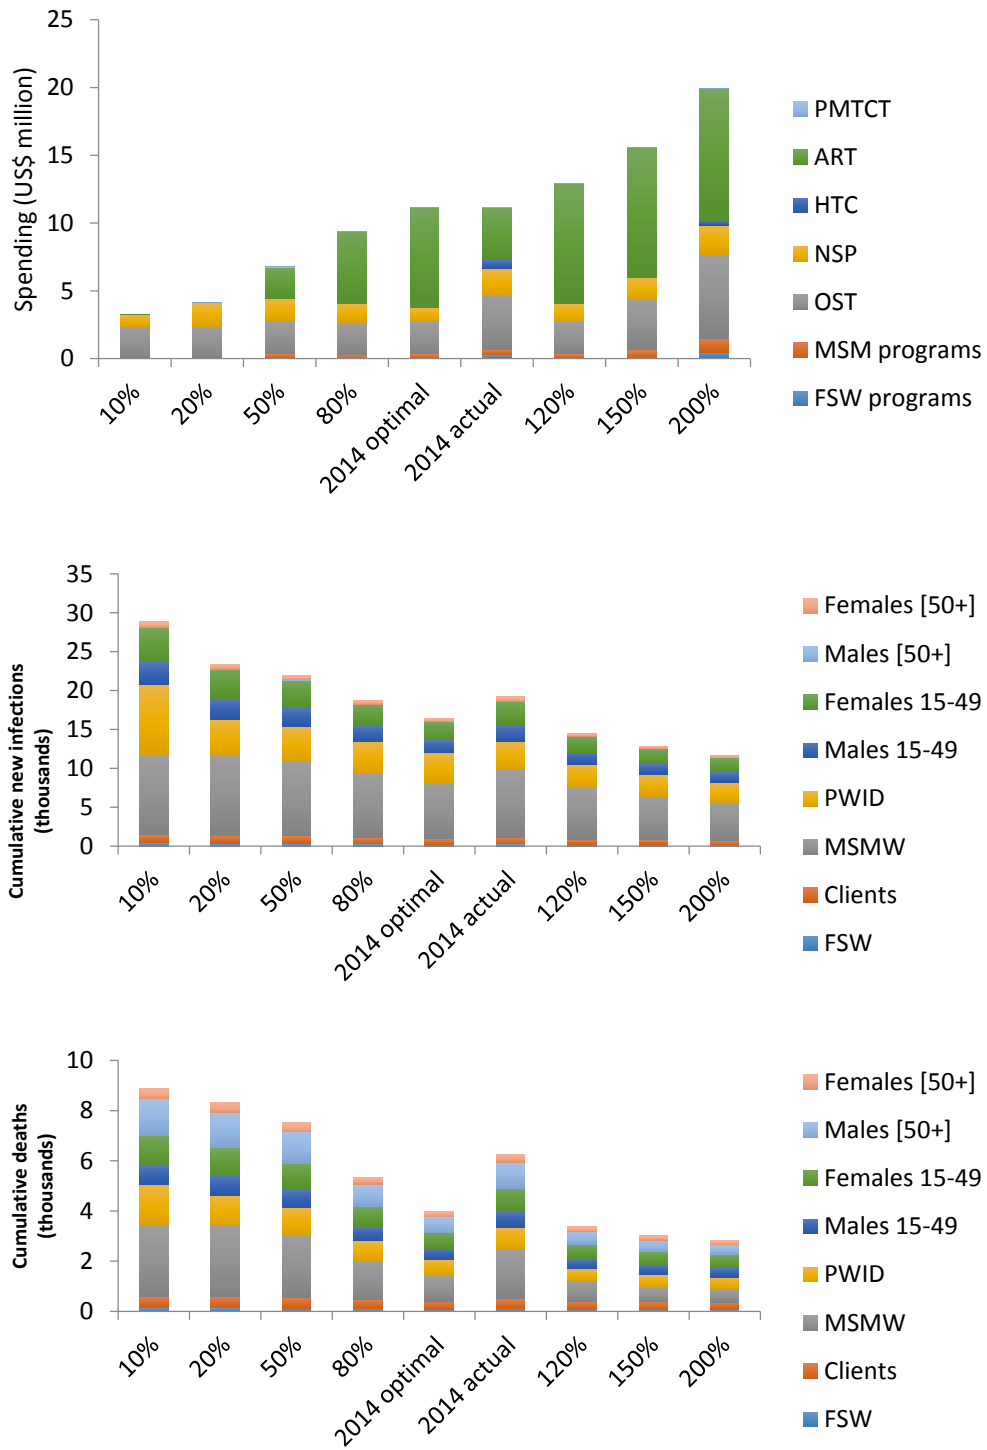 25
20
15
10
5
0
Spending (US$ million)
10%
20%
50%
80%
2014 optimal
2014 actual
120%
150%
200%
PMTCT
ART
HTC
NSP
OST
MSM programs
FSW programs
35
30
25
20
15
10
5
0
Cumulative new infections
(thousands)
10%
20%
50%
80%
2014 optimal
2014 actual
120%
150%
200%
Females [50+]
Males [50+]
Females 15-49
Males 15-49
PWID
MSMW
Clients
FSW
10
8
6
4
2
0
Cumulative deaths
(thousands)
10%
20%
50%
80%
2014 optimal
2014 actual
120%
150%
200%
Females [50+]
Males [50+]
Females 15-49
Males 15-49
PWID
MSMW
Clients
FSW